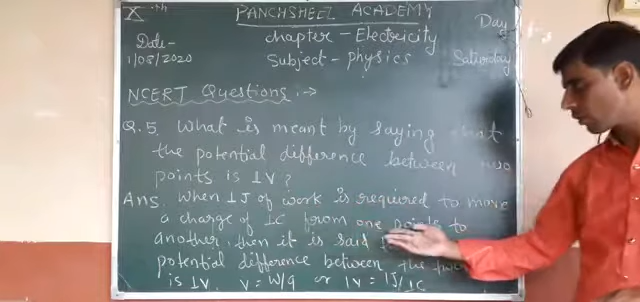 X th PANCHSHEEL ACADEMY Day
Date- chapter - Electricity
1/08/2020 Subject - physics Saturday
NCERT Questions :->
Q.5 What is meant by saying that
the potential difference between two
points is 1V?
Ans. When 1J of work is required to move
a charge of 1C from one points to
another, then it is said
potential difference between the two
is 1V. V = W/q or 1V = 1J/1C